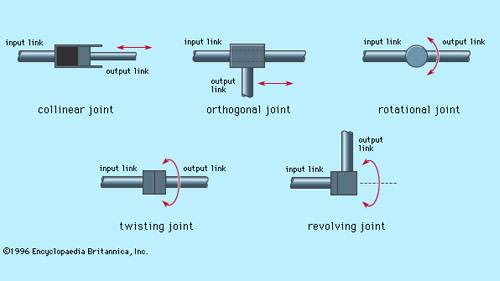 input link
output link
collinear joint
input link
output
link
orthogonal joint
input link
output link
rotational joint
input link
output link
twisting joint
output
link
input link
revolving joint
©1996 Encyclopaedia Britannica, Inc.